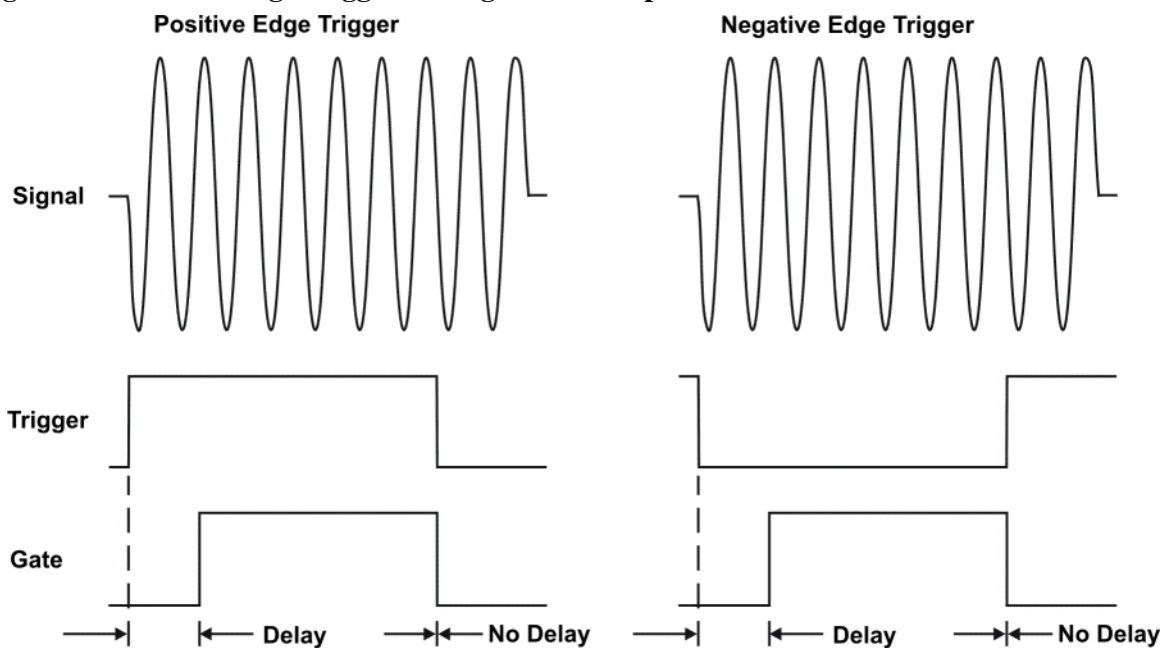 Positive Edge Trigger
Negative Edge Trigger
Signal
Trigger
Gate
Delay
No Delay
Delay
No Delay